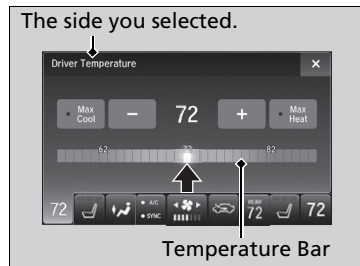 The side you selected.
Driver Temperature ×
Max Cool − 72 + Max Heat
62 72 82
72 A/C SYNC REAR 72 72
Temperature Bar